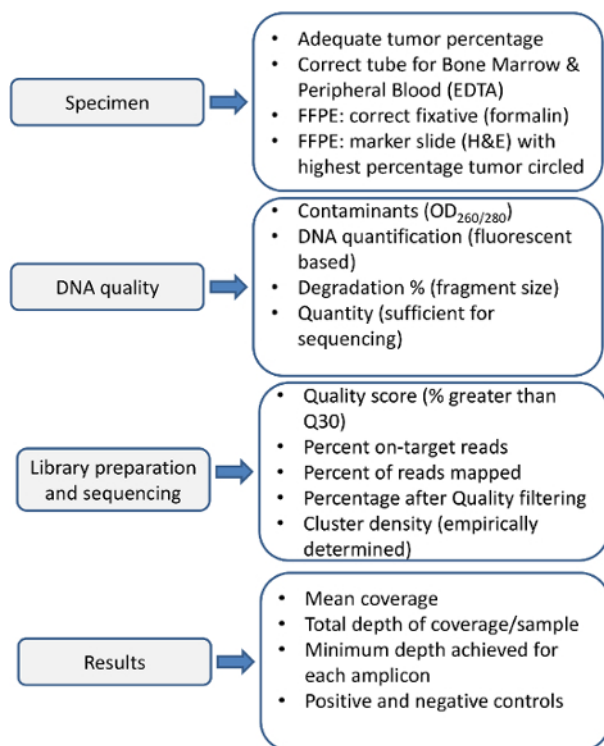 Specimen
• Adequate tumor percentage
• Correct tube for Bone Marrow &
Peripheral Blood (EDTA)
• FFPE: correct fixative (formalin)
• FFPE: marker slide (H&E) with
highest percentage tumor circled
DNA quality
• Contaminants (OD260/280)
• DNA quantification (fluorescent
based)
• Degradation % (fragment size)
• Quantity (sufficient for
sequencing)
Library preparation
and sequencing
• Quality score (% greater than
Q30)
• Percent on-target reads
• Percent of reads mapped
• Percentage after Quality filtering
• Cluster density (empirically
determined)
Results
• Mean coverage
• Total depth of coverage/sample
• Minimum depth achieved for
each amplicon
• Positive and negative controls